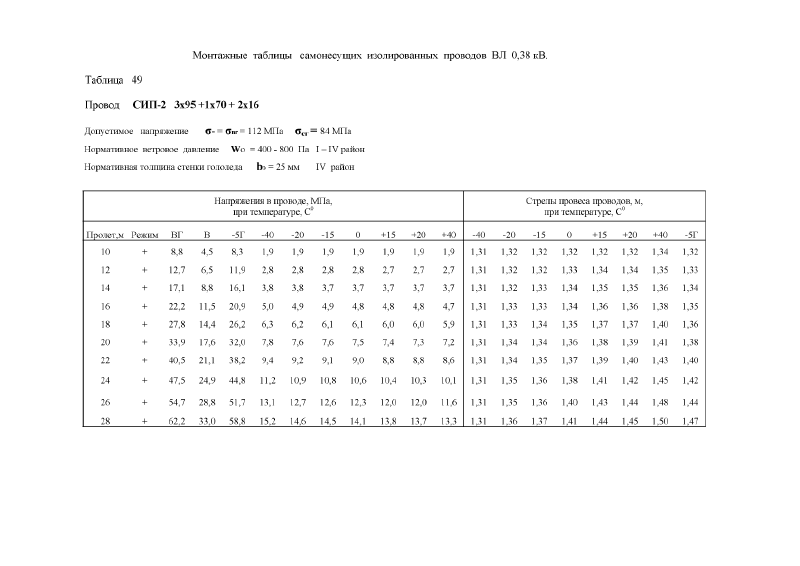 Монтажные таблицы самонесущих изолированных проводов ВЛ 0,38 кВ.
Таблица 49
Провод СИП-2 3х95 +1х70 + 2х16
Допустимое напряжение σ- = σпг = 112 МПа σсг = 84 МПа
Нормативное ветровое давление Wо = 400 - 800 Па I – IV район
Нормативная толщина стенки гололеда bэ = 25 мм IV район
Напряжения в проводе, МПа, Стрелы провеса проводов, м,
при температуре, С⁰ при температуре, С⁰
Пролет,м Режим ВГ В -5Г -40 -20 -15 0 +15 +20 +40 -40 -20 -15 0 +15 +20 +40 -5Г
10 + 8,8 4,5 8,3 1,9 1,9 1,9 1,9 1,9 1,9 1,9 1,31 1,32 1,32 1,32 1,32 1,32 1,34 1,32
12 + 12,7 6,5 11,9 2,8 2,8 2,8 2,8 2,7 2,7 2,7 1,31 1,32 1,32 1,33 1,34 1,34 1,35 1,33
14 + 17,1 8,8 16,1 3,8 3,8 3,7 3,7 3,7 3,7 3,7 1,31 1,32 1,33 1,34 1,35 1,35 1,36 1,34
16 + 22,2 11,5 20,9 5,0 4,9 4,9 4,8 4,8 4,8 4,7 1,31 1,33 1,33 1,34 1,36 1,36 1,38 1,35
18 + 27,8 14,4 26,2 6,3 6,2 6,1 6,1 6,0 6,0 5,9 1,31 1,33 1,34 1,35 1,37 1,37 1,40 1,36
20 + 33,9 17,6 32,0 7,8 7,6 7,6 7,5 7,4 7,3 7,2 1,31 1,34 1,34 1,36 1,38 1,39 1,41 1,38
22 + 40,5 21,1 38,2 9,4 9,2 9,1 9,0 8,8 8,8 8,6 1,31 1,34 1,35 1,37 1,39 1,40 1,43 1,40
24 + 47,5 24,9 44,8 11,2 10,9 10,8 10,6 10,4 10,3 10,1 1,31 1,35 1,36 1,38 1,41 1,42 1,45 1,42
26 + 54,7 28,8 51,7 13,1 12,7 12,6 12,3 12,0 12,0 11,6 1,31 1,35 1,36 1,40 1,43 1,44 1,48 1,44
28 + 62,2 33,0 58,8 15,2 14,6 14,5 14,1 13,8 13,7 13,3 1,31 1,36 1,37 1,41 1,44 1,45 1,50 1,47